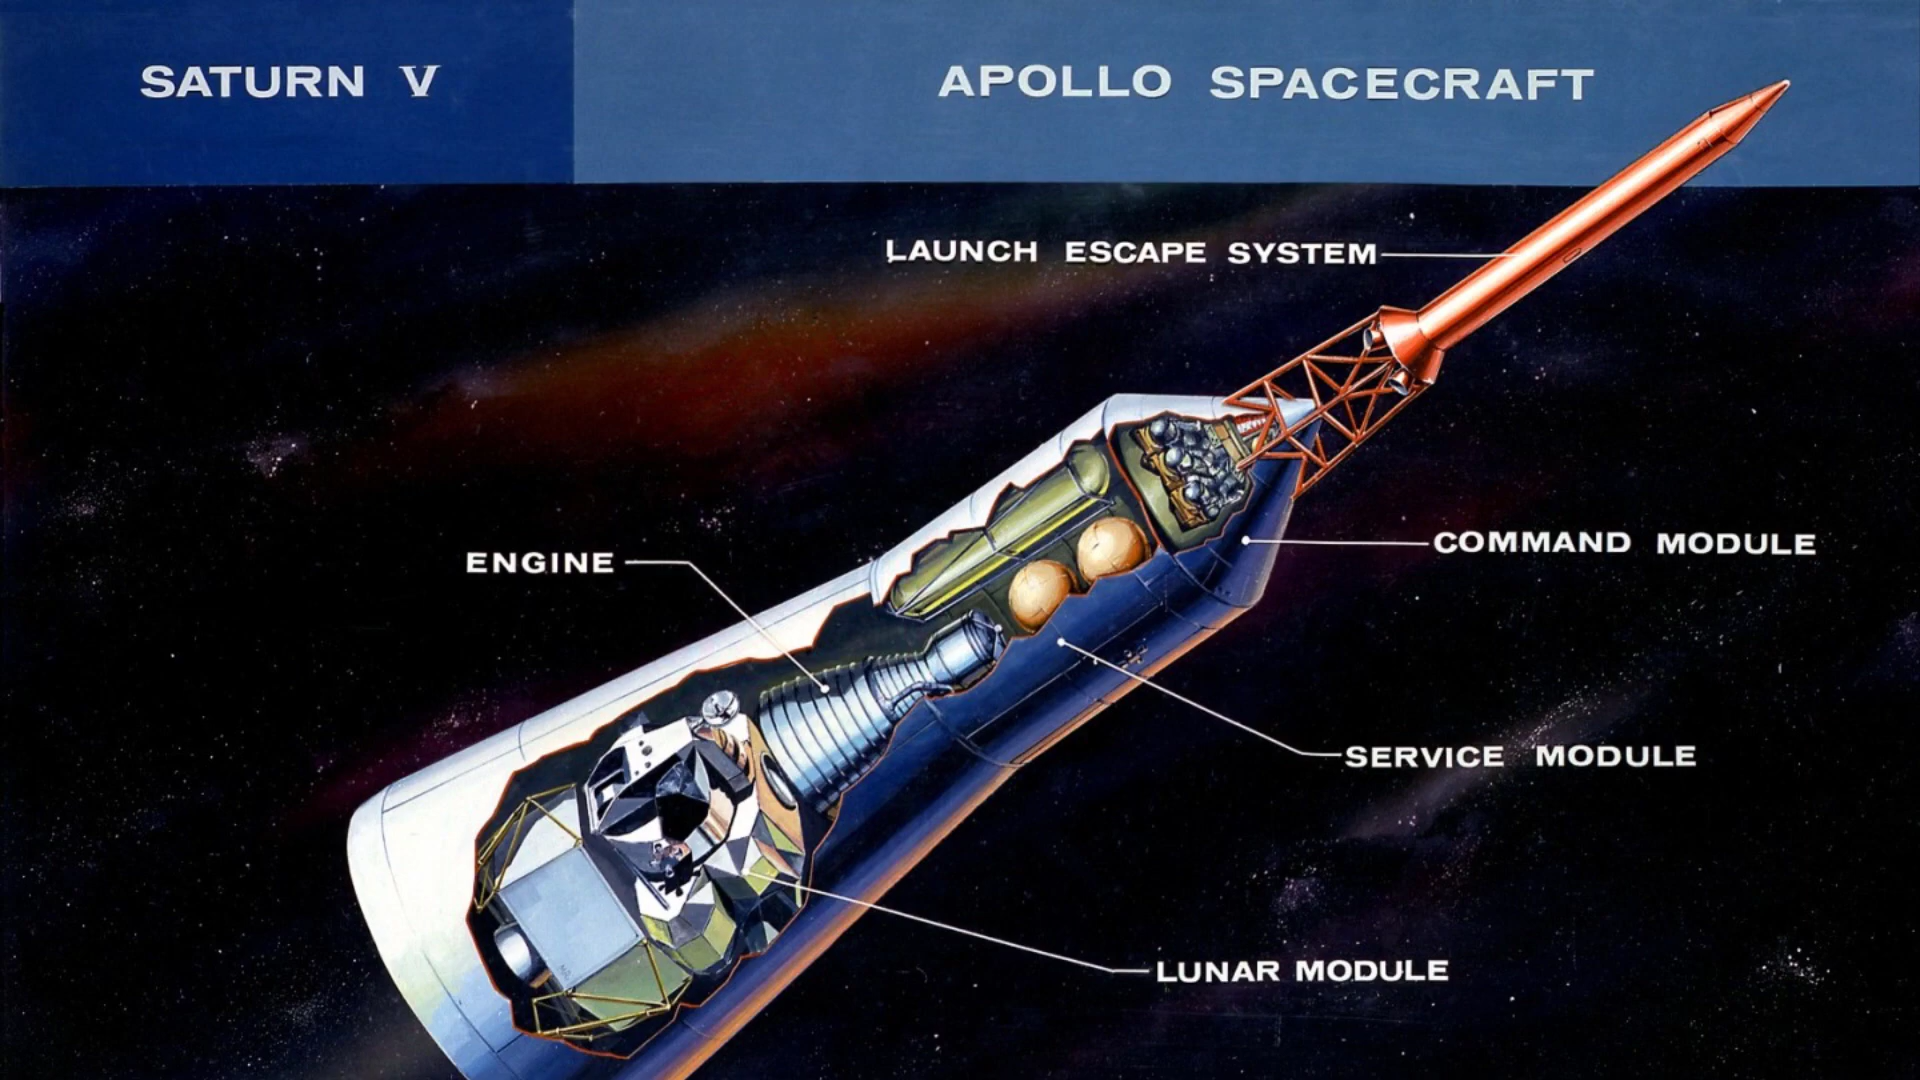 SATURN V
APOLLO SPACECRAFT
LAUNCH ESCAPE SYSTEM
COMMAND MODULE
ENGINE
SERVICE MODULE
LUNAR MODULE